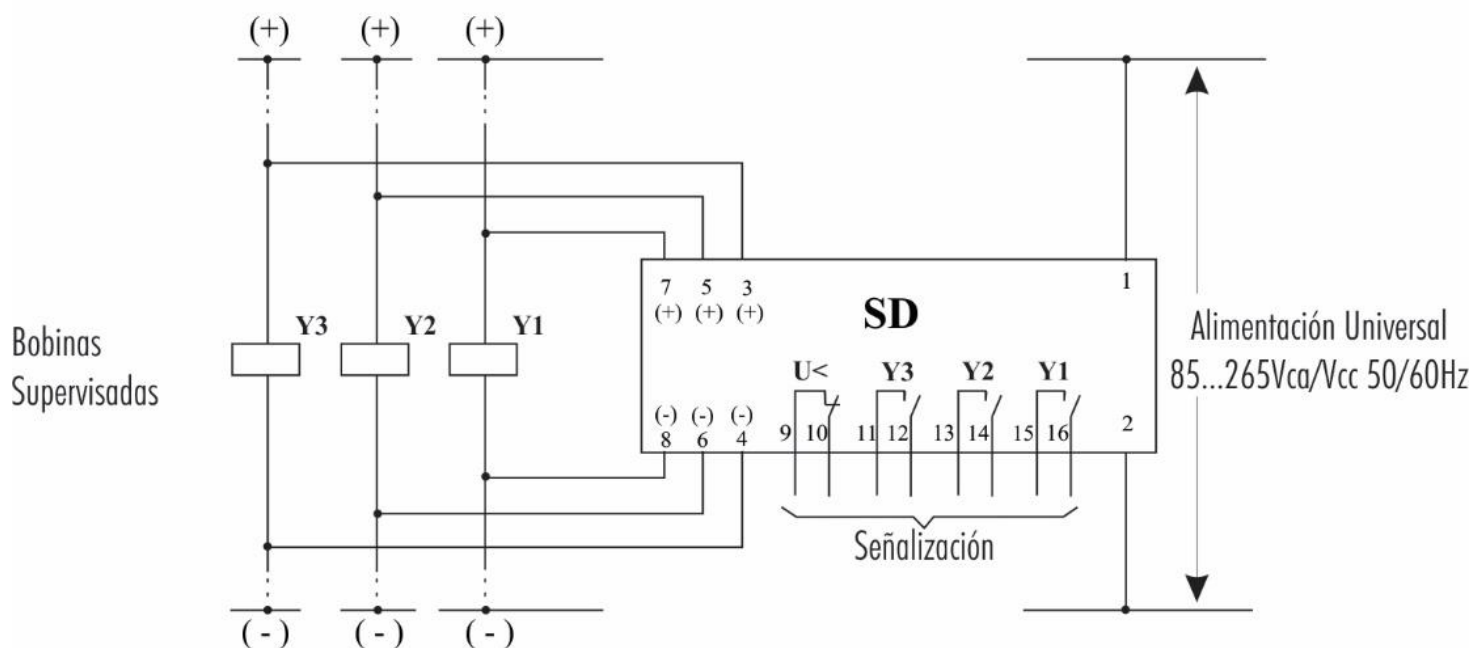 (+) (+) (+)
7 5 3
(+) (+) (+)
SD
1
Bobinas
Supervisadas
Y3 Y2 Y1
U< Y3 Y2 Y1
(-) (-) (-)
8 6 4
9 10 11 12 13 14 15 16
2
Señalización
Alimentación Universal
85...265Vca/Vcc 50/60Hz
(-) (-) (-)